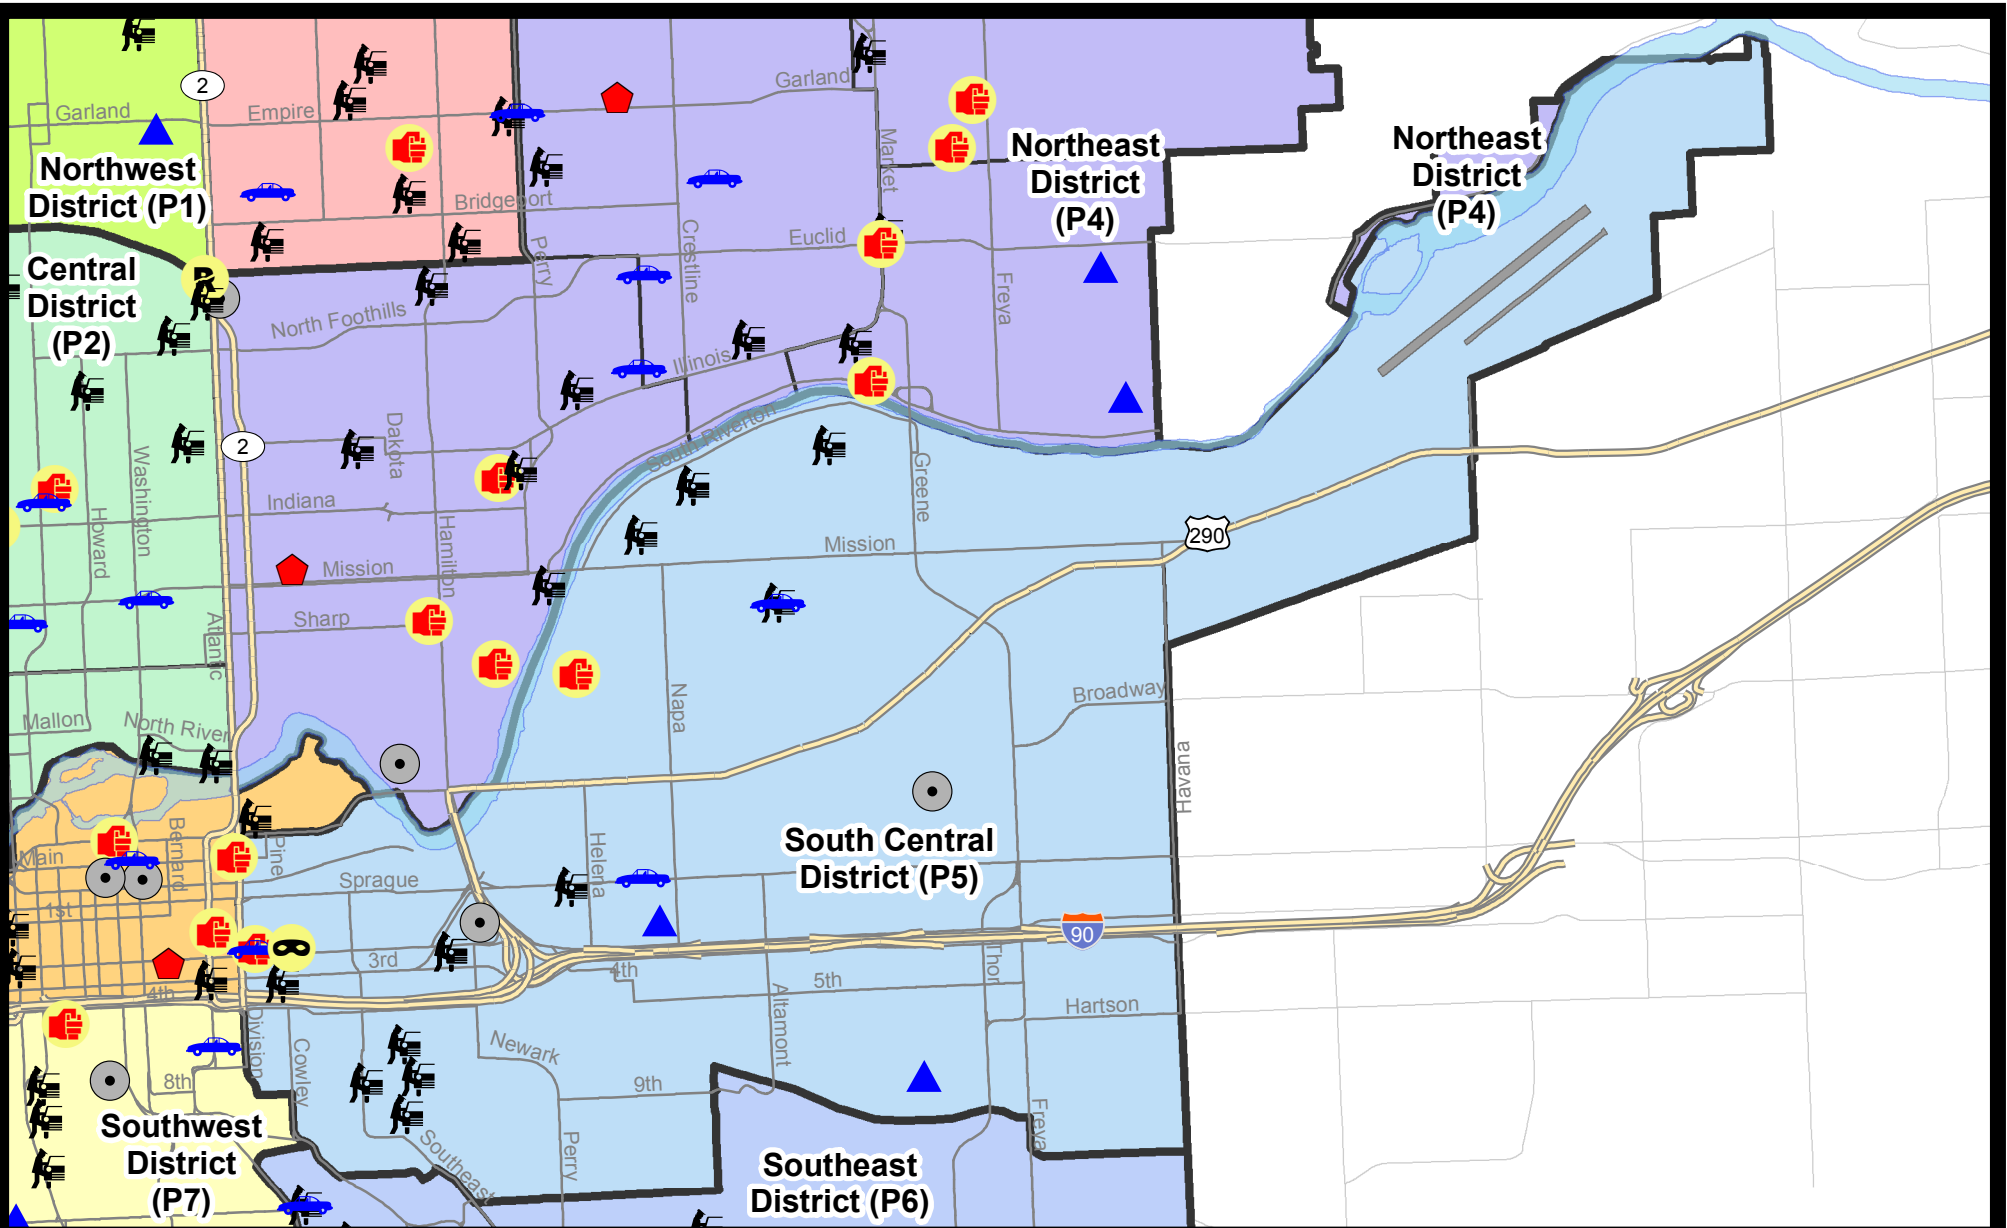 2
Garland
Empire
Garland
Northwest
District (P1)
Bridgeport
Market
Northeast
District
(P4)
Northeast
District
(P4)
Central
District
(P2)
R
Perry
Crestline
Euclid
Freya
North Foothills
Illinois
2
Dakota
South Riverton
Washington
Howard
Indiana
Hamilton
Greene
290
Mission
Mission
Sharp
Atlantic
Napa
Broadway
Mallon
North River
Havana
Main
Bernard
Pine
Sprague
Helena
South Central
District (P5)
1st
3rd
4th
90
4th
5th
Thor
Altamont
Hartson
Division
Cowley
Newark
8th
9th
Freya
Southwest
District
(P7)
Southeast
Perry
Southeast
District (P6)